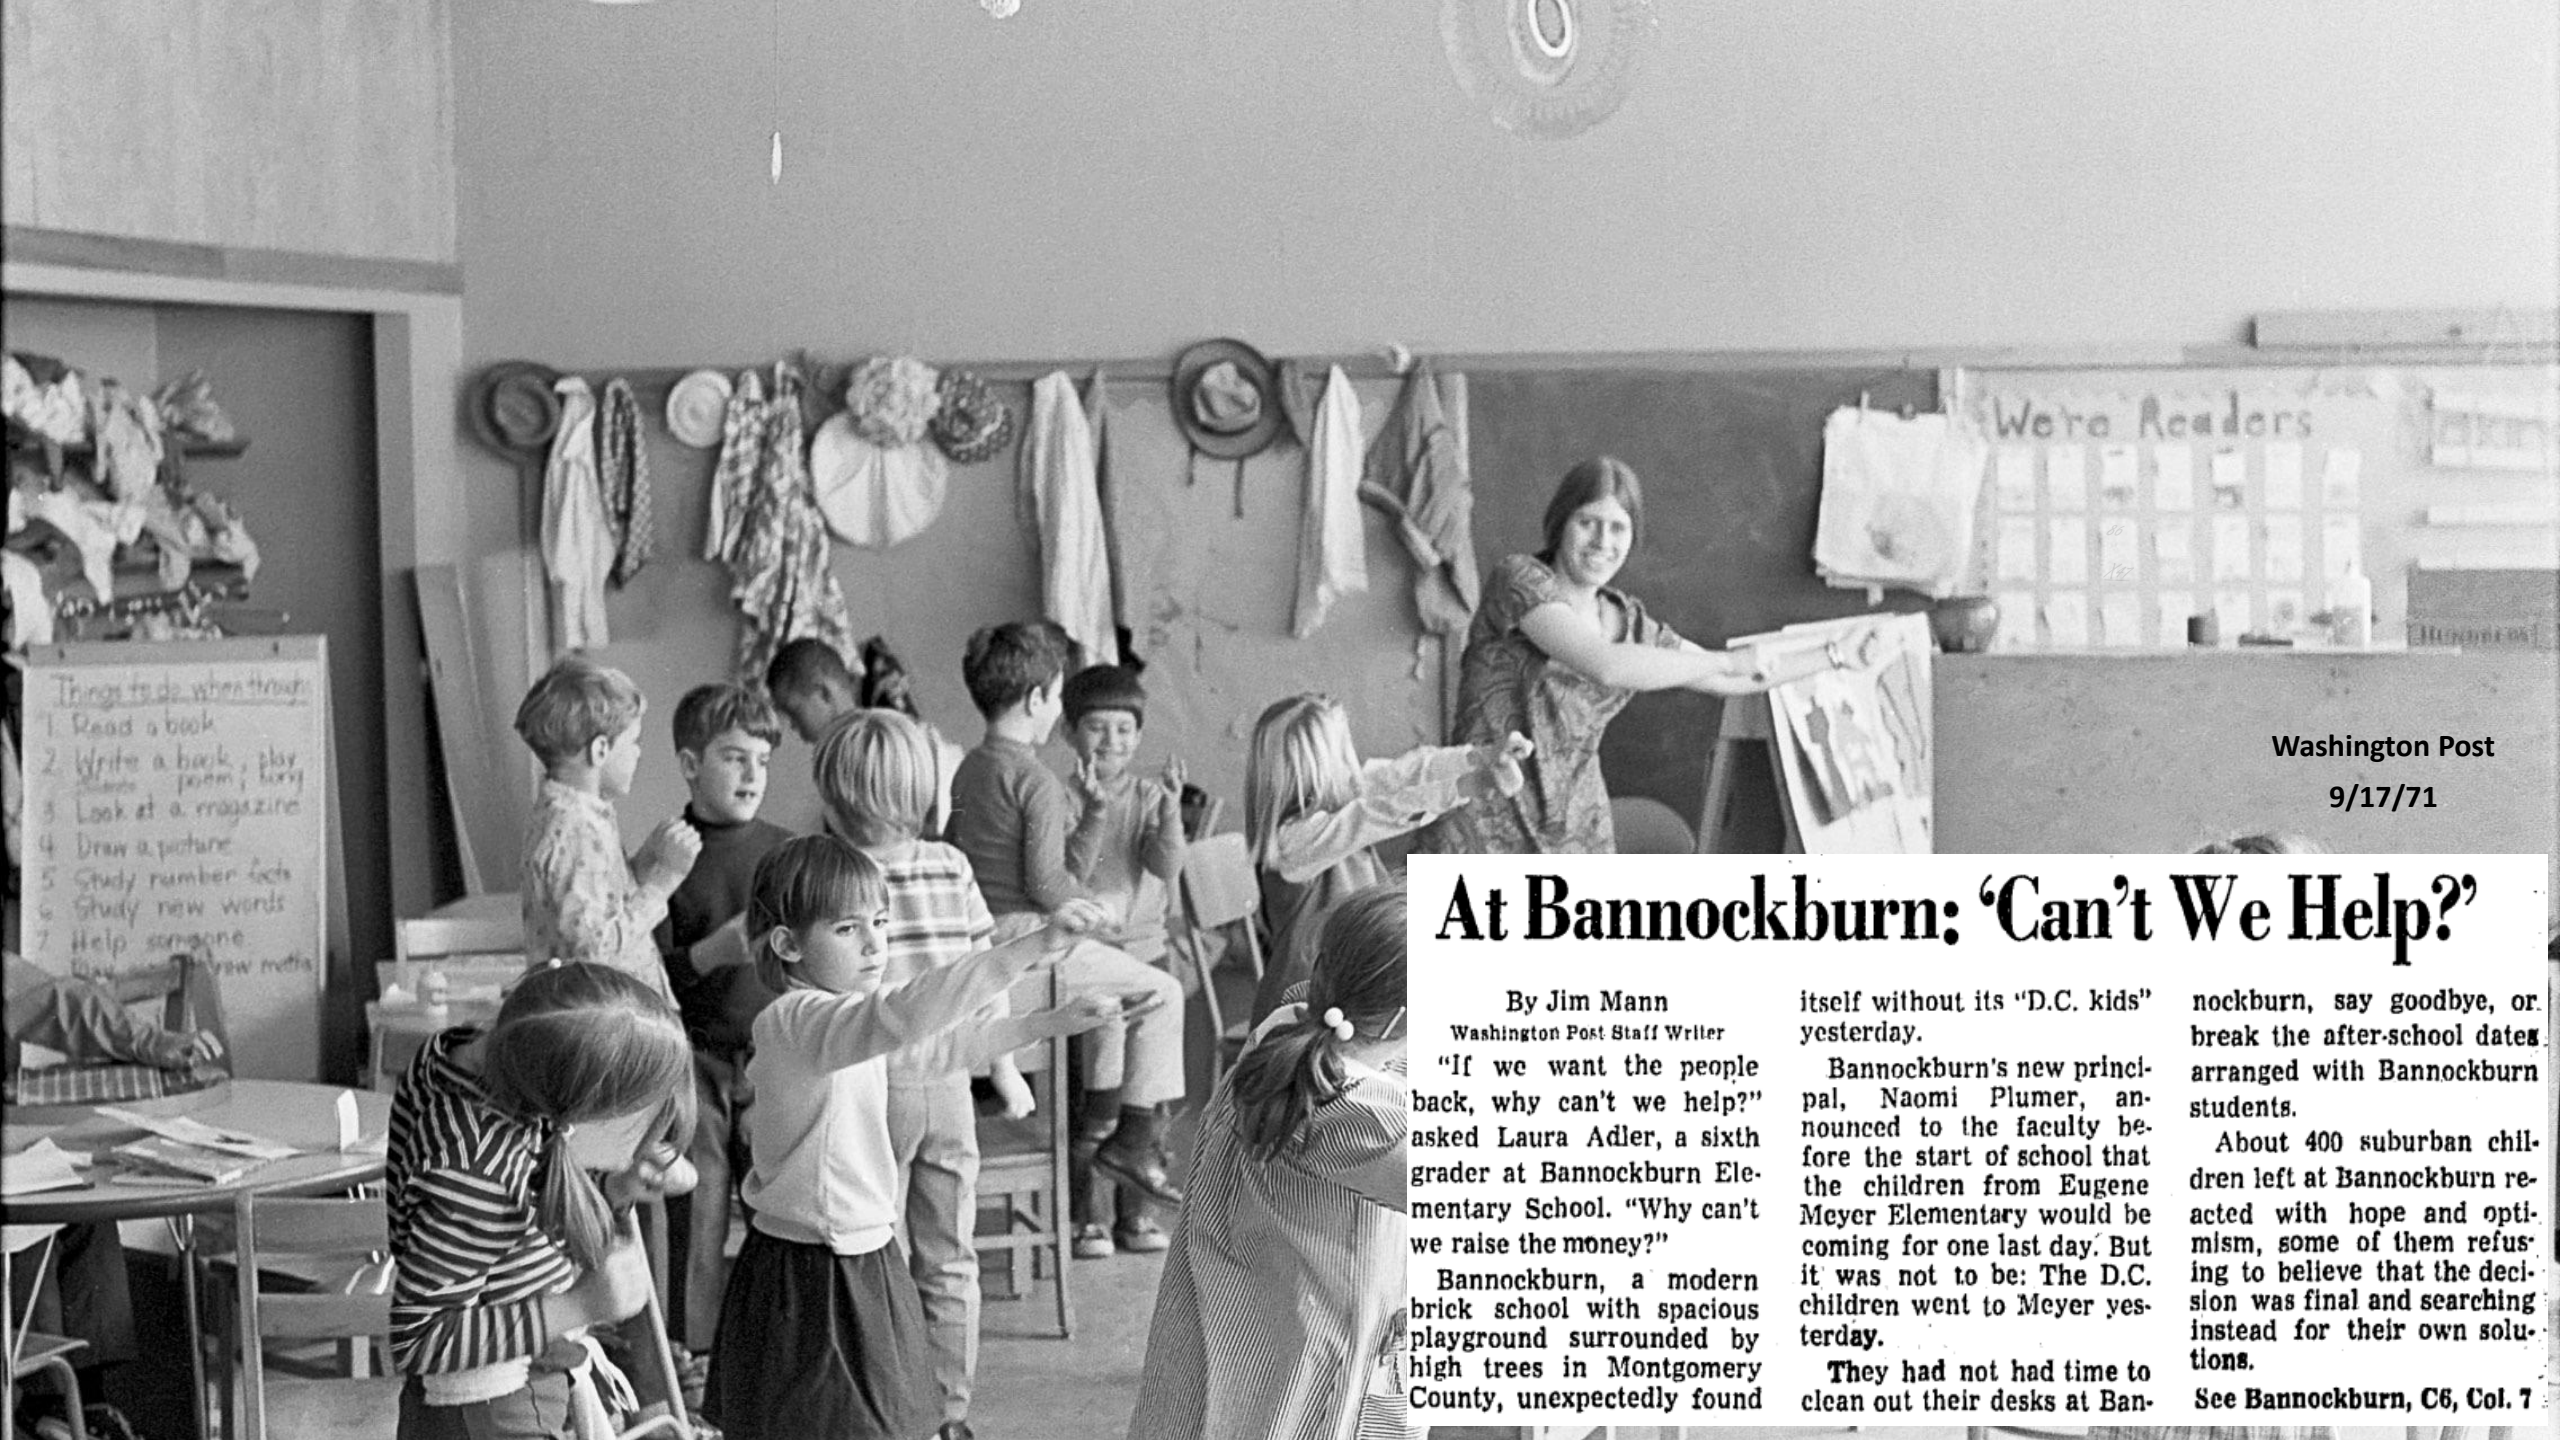 We're Readers
Things to do when through
1. Read a book
2. Write a book, play
poem, song
3 Look at a magazine
4 Draw a picture
5 Study number facts
6 Study new words
7 Help someone
Washington Post
9/17/71
At Bannockburn: ‘Can’t We Help?’
By Jim Mann
Washington Post Staff Writer
“If we want the people
back, why can’t we help?”
asked Laura Adler, a sixth
grader at Bannockburn Ele-
mentary School. “Why can’t
we raise the money?”
Bannockburn, a modern
brick school with spacious
playground surrounded by
high trees in Montgomery
County, unexpectedly found
itself without its “D.C. kids”
yesterday.
Bannockburn’s new princi-
pal, Naomi Plumer, an-
nounced to the faculty be-
fore the start of school that
the children from Eugene
Meyer Elementary would be
coming for one last day. But
it was not to be: The D.C.
children went to Meyer yes-
terday.
They had not had time to
clean out their desks at Ban-
nockburn, say goodbye, or
break the after-school dates
arranged with Bannockburn
students.
About 400 suburban chil-
dren left at Bannockburn re-
acted with hope and opti-
mism, some of them refus-
ing to believe that the deci-
sion was final and searching
instead for their own solu-
tions.
See Bannockburn, C6, Col. 7